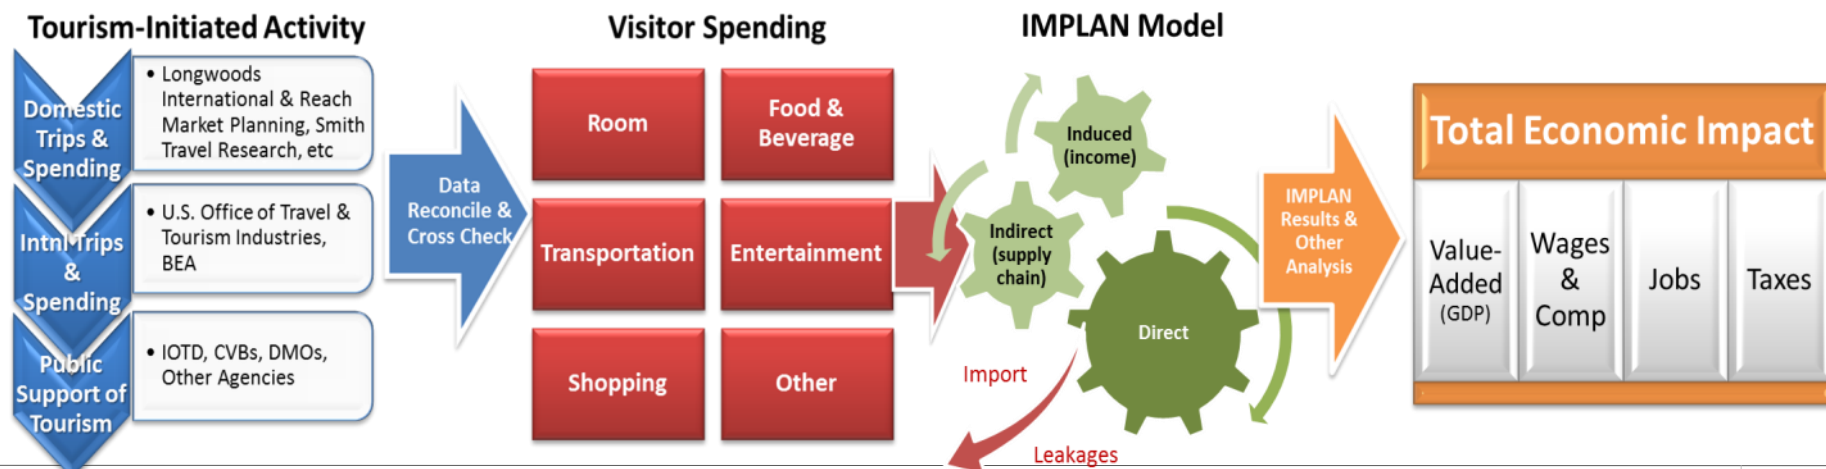 Tourism-Initiated Activity
Domestic
Trips &
Spending
• Longwoods
International & Reach
Market Planning, Smith
Travel Research, etc
Intnl Trips
&
Spending
• U.S. Office of Travel &
Tourism Industries,
BEA
Public
Support of
Tourism
• IOTD, CVBs, DMOs,
Other Agencies
Data
Reconcile &
Cross Check
Visitor Spending
Room
Food &
Beverage
Transportation
Entertainment
Shopping
Other
IMPLAN Model
Induced
(income)
Indirect
(supply
chain)
Direct
Import
Leakages
IMPLAN
Results &
Other
Analysis
Total Economic Impact
Value-
Added
(GDP)
Wages
&
Comp
Jobs
Taxes